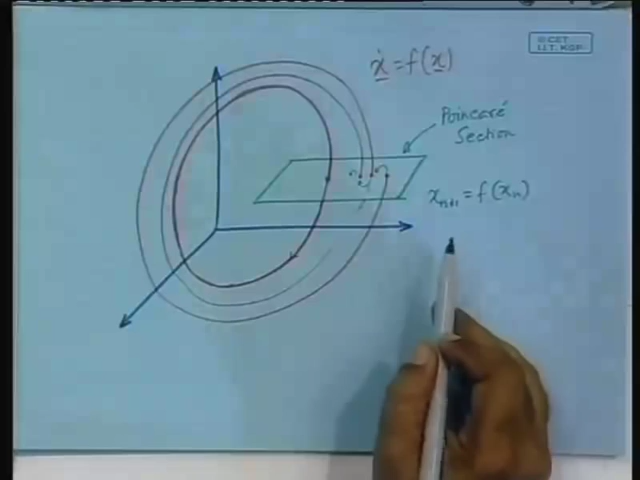 ©CET
I.I.T. KGP
ẋ = f(x)
Poincaré
Section
xₙ₊₁ = f(xₙ)